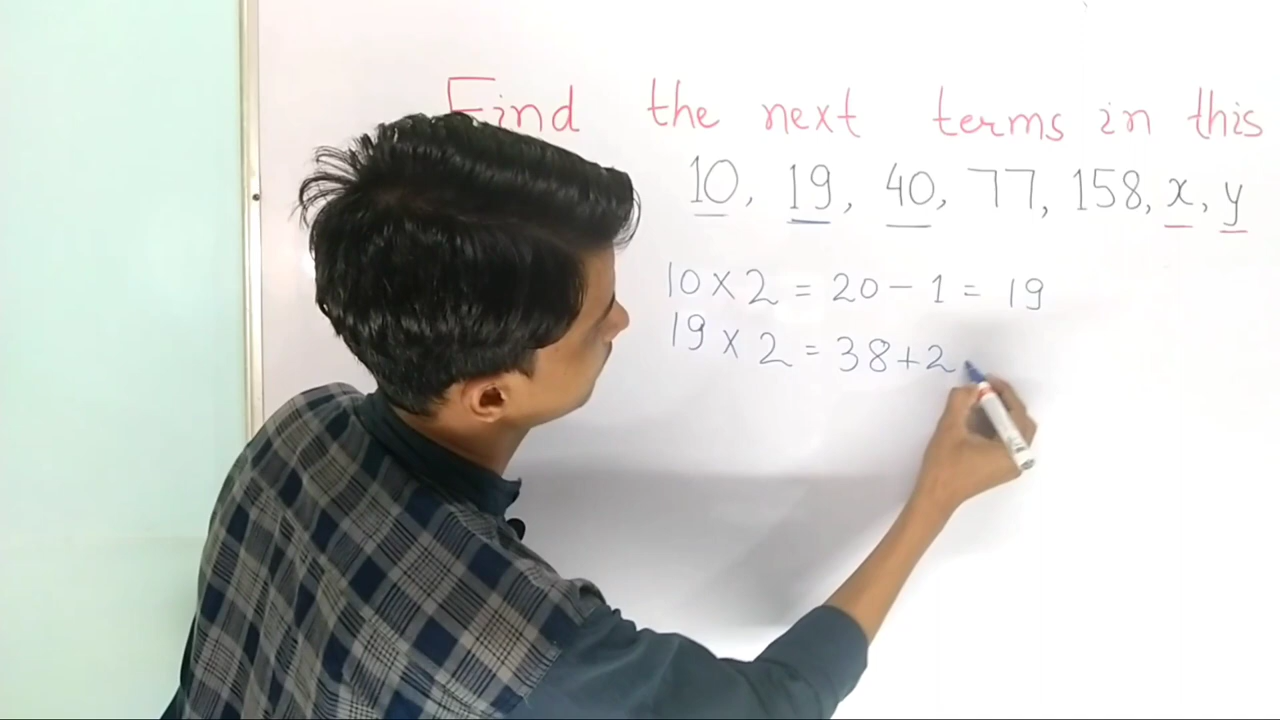 Find the next terms in this
10, 19, 40, 77, 158, x, y
10 × 2 = 20 - 1 = 19
19 × 2 = 38 + 2